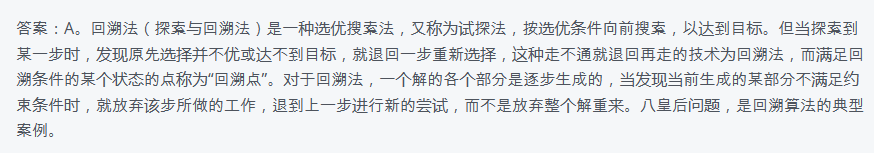 答案：A。回溯法（探索与回溯法）是一种选优搜索法，又称为试探法，按选优条件向前搜索，以达到目标。但当探索到
某一步时，发现原先选择并不优或达不到目标，就退回一步重新选择，这种走不通就退回再走的技术为回溯法，而满足回
溯条件的某个状态的点称为“回溯点”。对于回溯法，一个解的各个部分是逐步生成的，当发现当前生成的某部分不满足约
束条件时，就放弃该步所做的工作，退到上一步进行新的尝试，而不是放弃整个解重来。八皇后问题，是回溯算法的典型
案例。